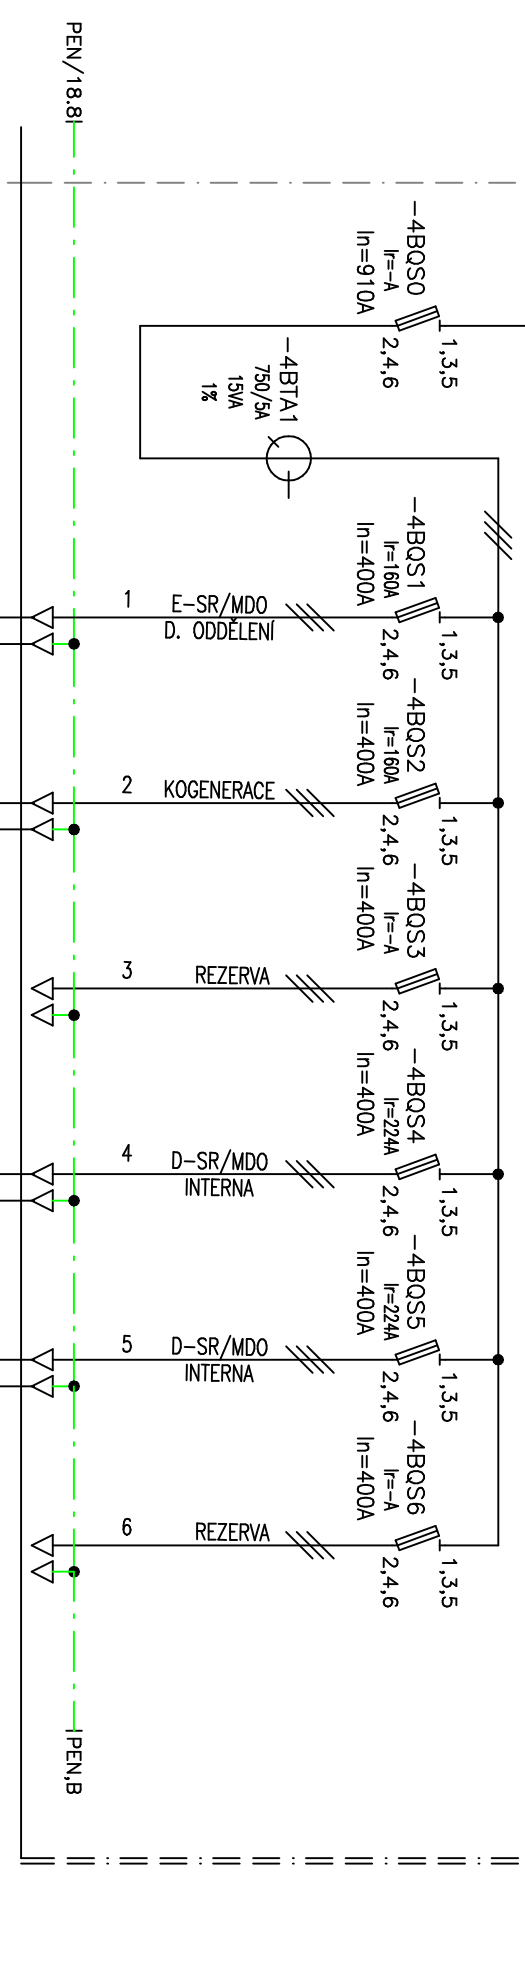 PEN/18.8
-4BQS0
Ir=-A
In=910A
1,3,5
2,4,6
-4BTA1
750/5A
15VA
1%
-4BQS1
Ir=160A
In=400A
1,3,5
2,4,6
1
E-SR/MDO
D. ODDĚLENÍ
-4BQS2
Ir=160A
In=400A
1,3,5
2,4,6
2
KOGENERACE
-4BQS3
Ir=-A
In=400A
1,3,5
2,4,6
3
REZERVA
-4BQS4
Ir=224A
In=400A
1,3,5
2,4,6
4
D-SR/MDO
INTERNA
-4BQS5
Ir=224A
In=400A
1,3,5
2,4,6
5
D-SR/MDO
INTERNA
-4BQS6
Ir=-A
In=400A
1,3,5
2,4,6
6
REZERVA
PEN,B